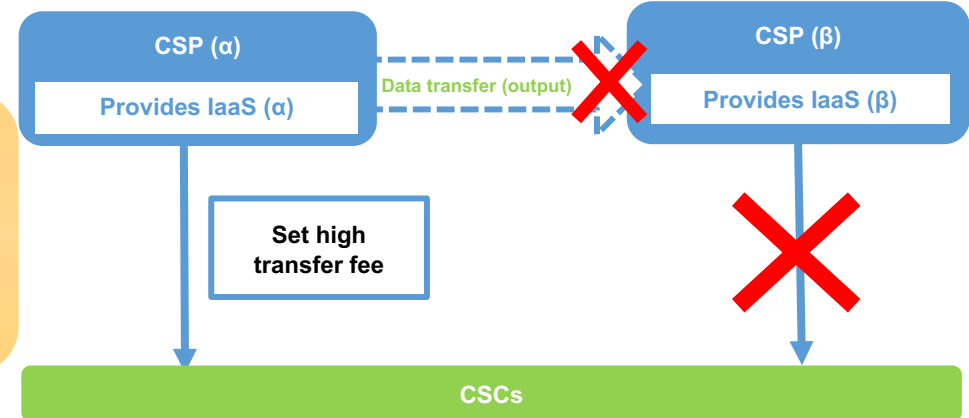 CSP (α)
Provides IaaS (α)
Data transfer (output)
CSP (β)
Provides IaaS (β)
Set high
transfer fee
CSCs